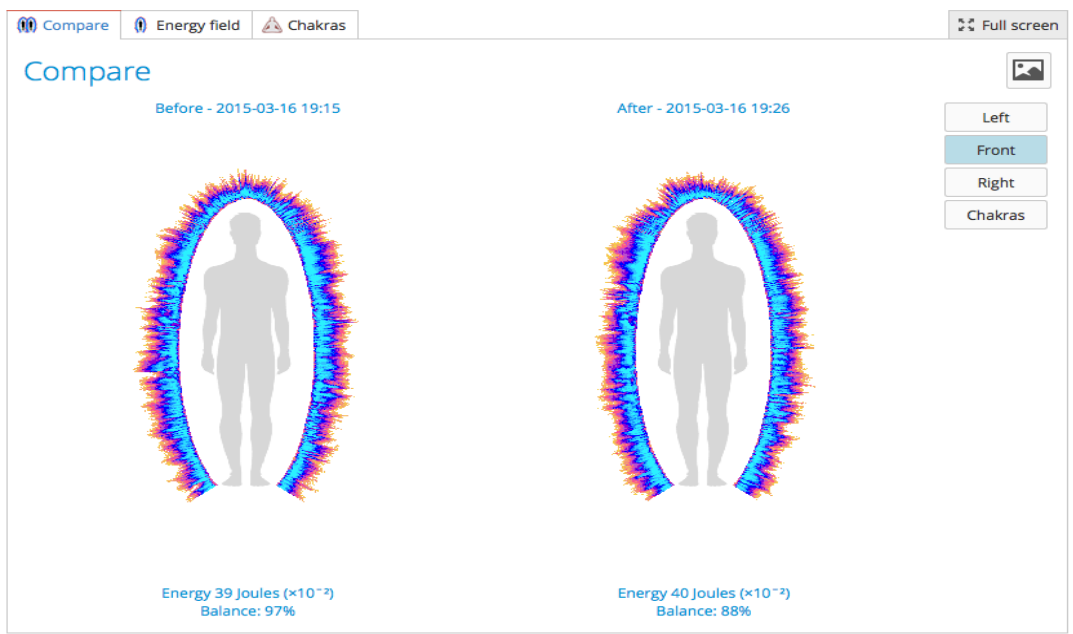 Compare
Energy field
Chakras
Full screen
Compare
Before - 2015-03-16 19:15
After - 2015-03-16 19:26
Left
Front
Right
Chakras
Energy 39 Joules (×10⁻²)
Balance: 97%
Energy 40 Joules (×10⁻²)
Balance: 88%